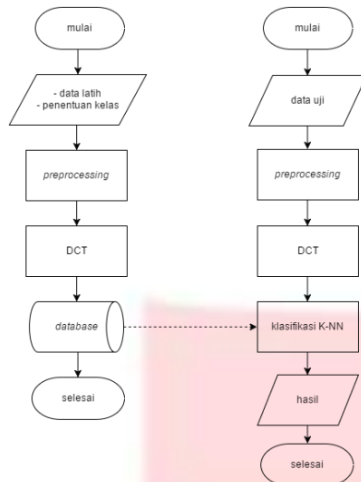 mulai
- data latih
- penentuan kelas
preprocessing
DCT
database
selesai
mulai
data uji
preprocessing
DCT
klasifikasi K-NN
hasil
selesai